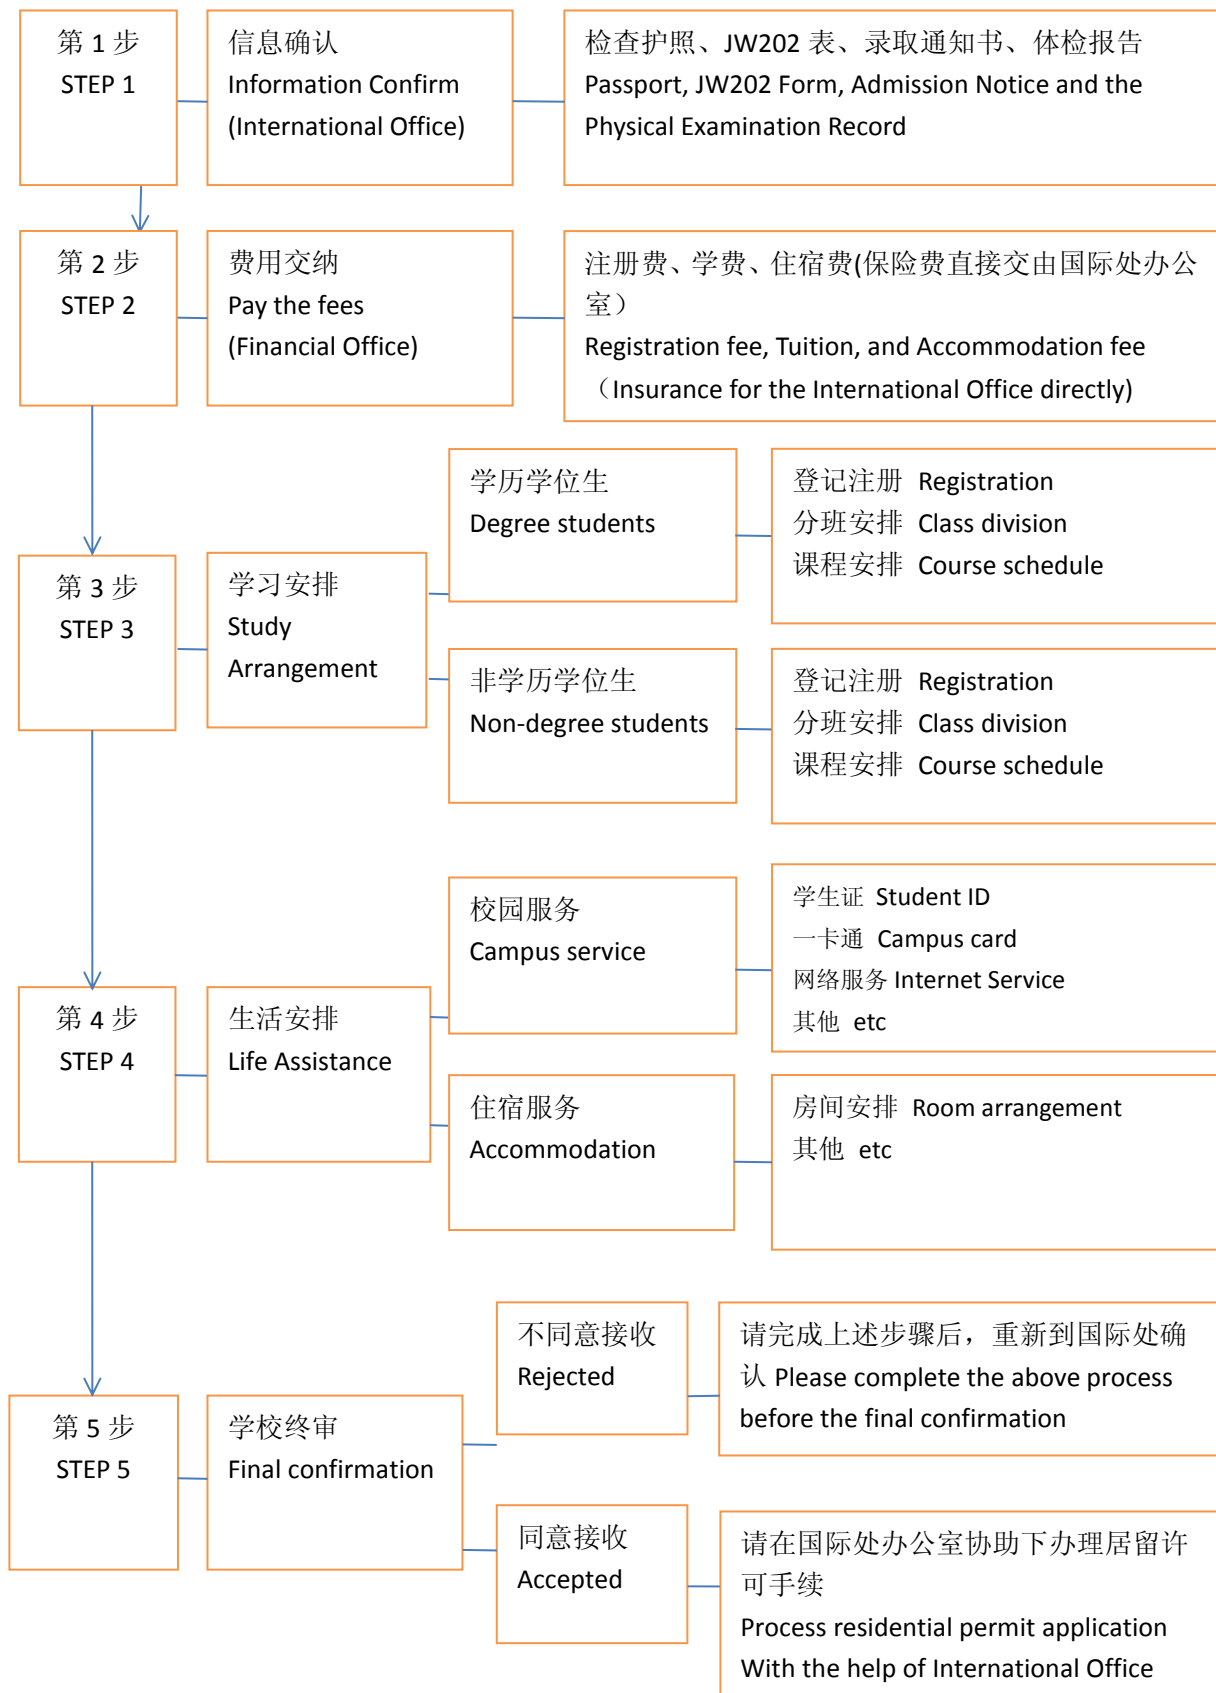 第 1 步
STEP 1
信息确认
Information Confirm
(International Office)
检查护照、JW202 表、录取通知书、体检报告
Passport, JW202 Form, Admission Notice and the
Physical Examination Record
第 2 步
STEP 2
费用交纳
Pay the fees
(Financial Office)
注册费、学费、住宿费(保险费直接交由国际处办公
室）
Registration fee, Tuition, and Accommodation fee
（Insurance for the International Office directly)
第 3 步
STEP 3
学习安排
Study
Arrangement
学历学位生
Degree students
登记注册 Registration
分班安排 Class division
课程安排 Course schedule
非学历学位生
Non-degree students
登记注册 Registration
分班安排 Class division
课程安排 Course schedule
第 4 步
STEP 4
生活安排
Life Assistance
校园服务
Campus service
学生证 Student ID
一卡通 Campus card
网络服务 Internet Service
其他 etc
住宿服务
Accommodation
房间安排 Room arrangement
其他 etc
第 5 步
STEP 5
学校终审
Final confirmation
不同意接收
Rejected
请完成上述步骤后，重新到国际处确
认 Please complete the above process
before the final confirmation
同意接收
Accepted
请在国际处办公室协助下办理居留许
可手续
Process residential permit application
With the help of International Office